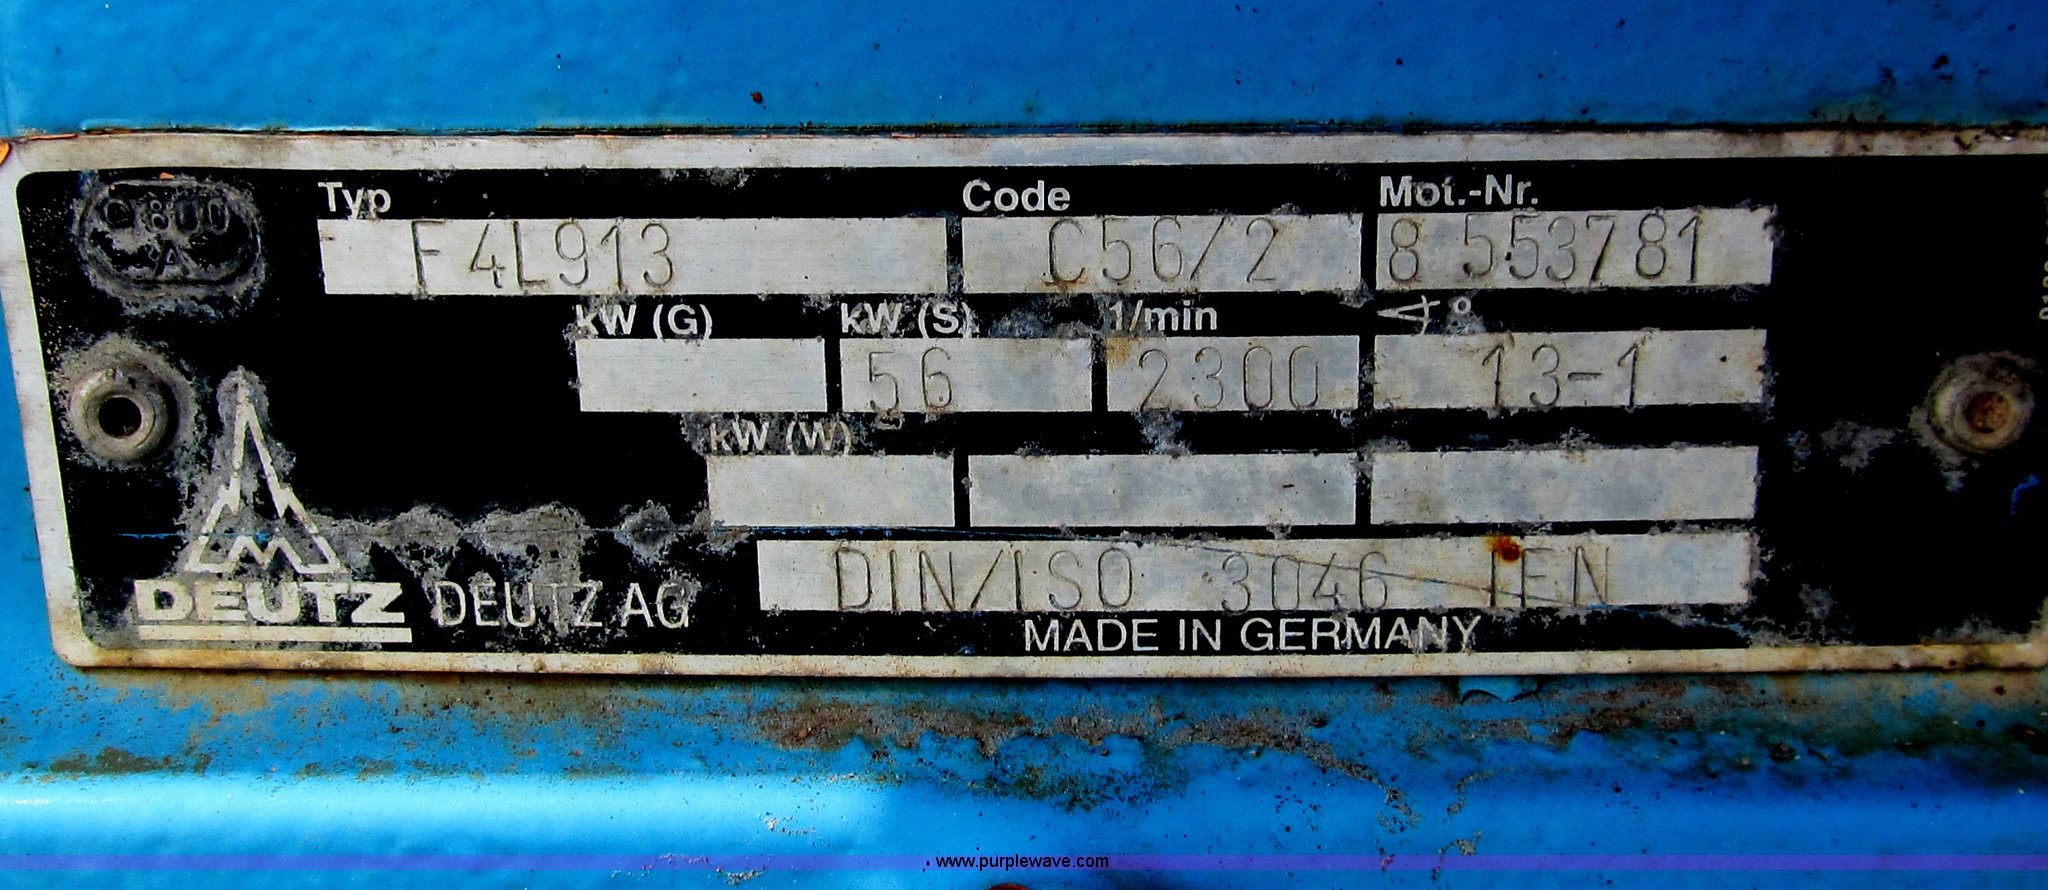 Typ Code Mot.-Nr.
F4L913 C56/2 8 553781
kW (G) kW (S) 1/min ∢°
56 2300 13-1
kW (W)
DIN/ISO 3046 IFN
DEUTZ DEUTZ AG
MADE IN GERMANY
www.purplewave.com